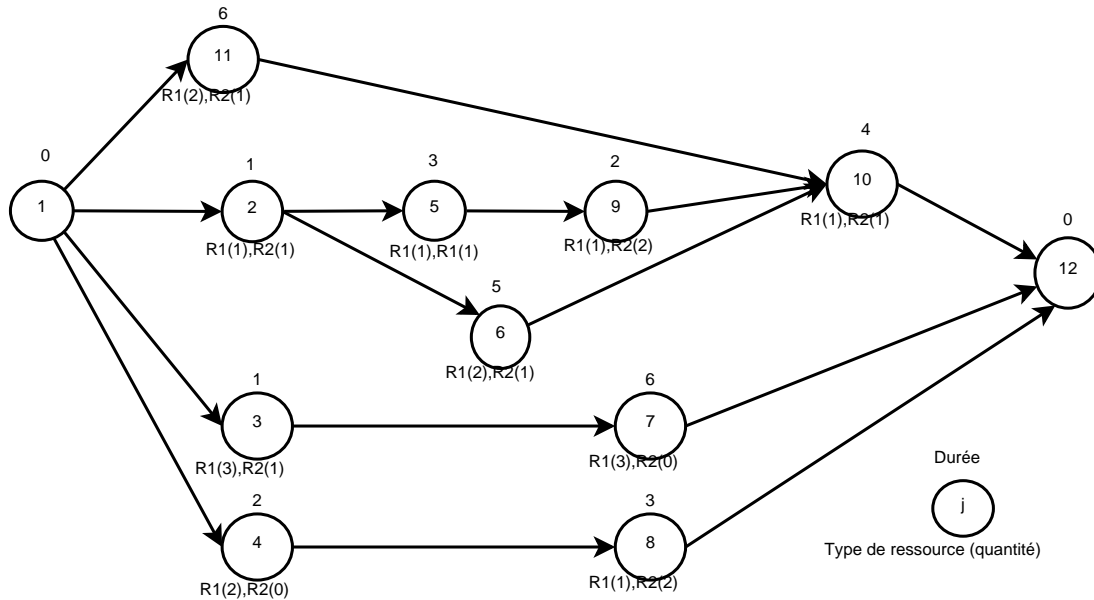 6
11
R1(2),R2(1)
0
1
1
2
R1(1),R2(1)
3
5
R1(1),R1(1)
2
9
R1(1),R2(2)
4
10
R1(1),R2(1)
0
12
5
6
R1(2),R2(1)
1
3
R1(3),R2(1)
6
7
R1(3),R2(0)
2
4
R1(2),R2(0)
3
8
R1(1),R2(2)
Durée
j
Type de ressource (quantité)